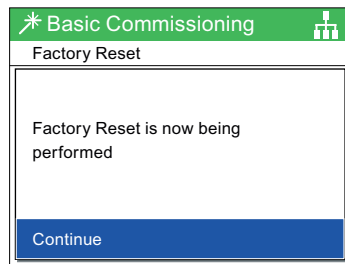 Basic Commissioning
Factory Reset
Factory Reset is now being
performed
Continue